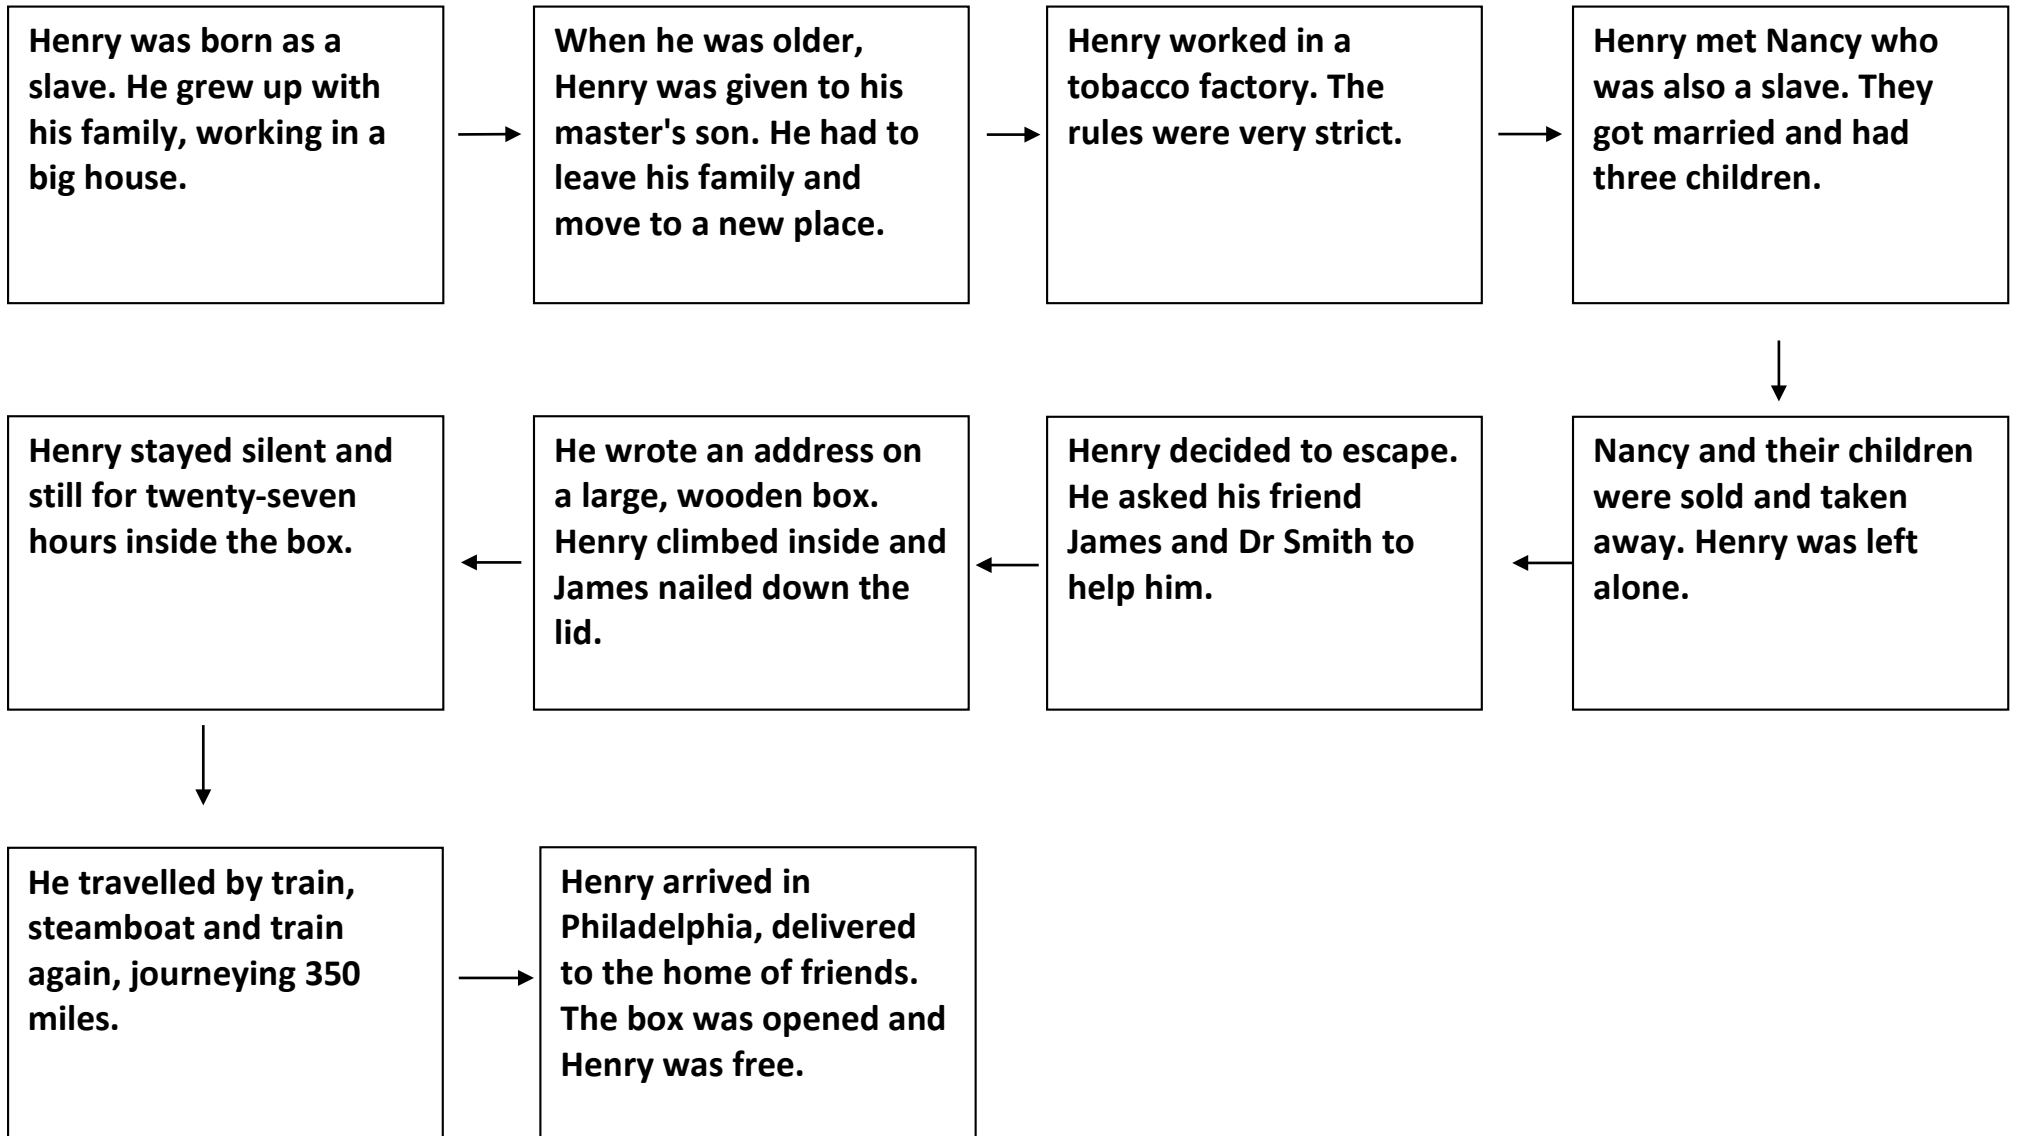 Henry was born as a
slave. He grew up with
his family, working in a
big house.
When he was older,
Henry was given to his
master's son. He had to
leave his family and
move to a new place.
Henry worked in a
tobacco factory. The
rules were very strict.
Henry met Nancy who
was also a slave. They
got married and had
three children.
Nancy and their children
were sold and taken
away. Henry was left
alone.
Henry decided to escape.
He asked his friend
James and Dr Smith to
help him.
He wrote an address on
a large, wooden box.
Henry climbed inside and
James nailed down the
lid.
Henry stayed silent and
still for twenty-seven
hours inside the box.
He travelled by train,
steamboat and train
again, journeying 350
miles.
Henry arrived in
Philadelphia, delivered
to the home of friends.
The box was opened and
Henry was free.